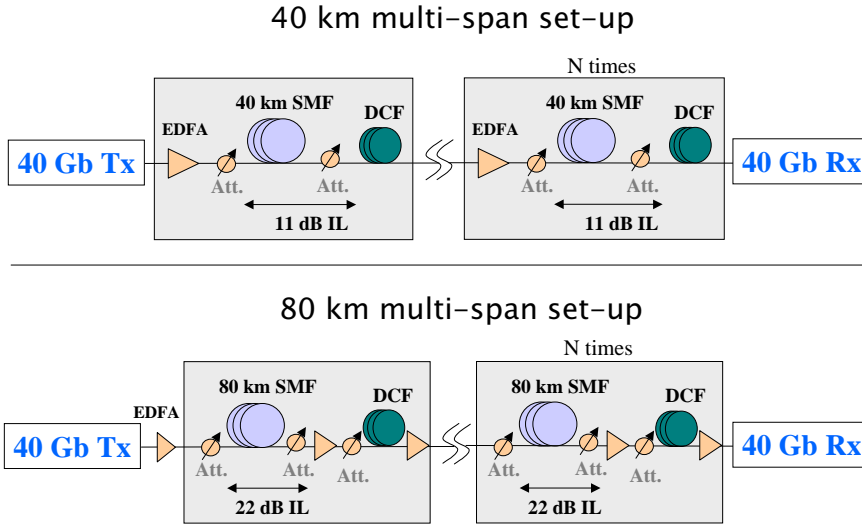 40 km multi-span set-up
N times
40 km SMF
DCF
40 km SMF
DCF
EDFA
EDFA
40 Gb Tx
40 Gb Rx
Att.
Att.
Att.
Att.
11 dB IL
11 dB IL
80 km multi-span set-up
N times
80 km SMF
DCF
80 km SMF
DCF
EDFA
40 Gb Tx
40 Gb Rx
Att.
Att.
Att.
Att.
Att.
Att.
22 dB IL
22 dB IL